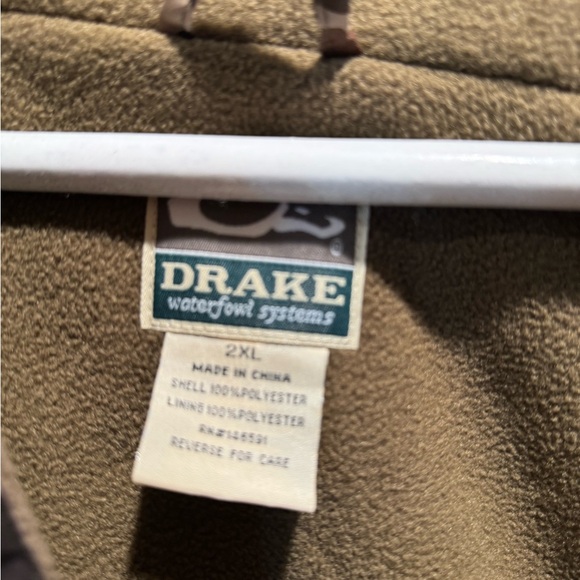 DRAKE
waterfowl systems
2XL
MADE IN CHINA
SHELL 100%POLYESTER
LINING 100%POLYESTER
RN#146591
REVERSE FOR CARE